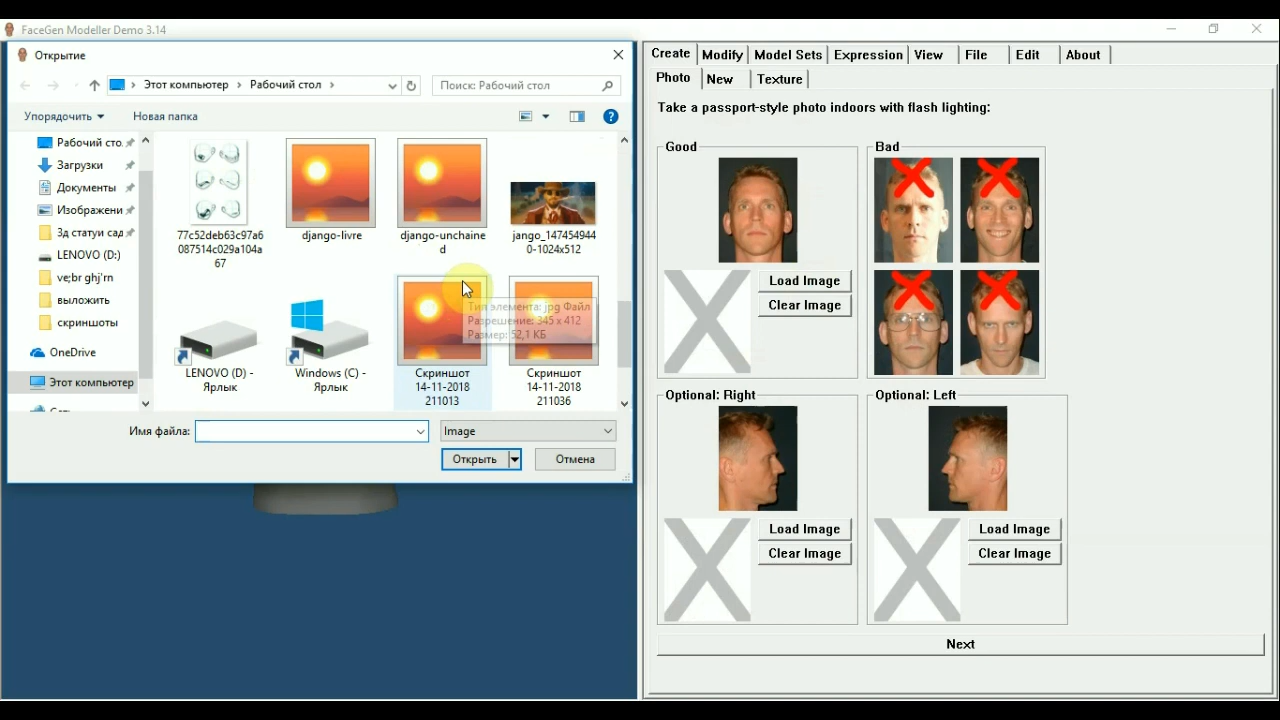 FaceGen Modeller Demo 3.14
Открытие
Этот компьютер
Рабочий стол
Поиск: Рабочий стол
Упорядочить
Новая папка
Рабочий сто.
Загрузки
Документы
Изображени
3д статуи сад
LENOVO (D:)
ve;br ghj'rn
выложить
скриншоты
OneDrive
Этот компьютер
77c52deb63c97a6
087514c029a104a
67
django-livre
django-unchaine
d
jango_147454944
0-1024x512
LENOVO (D) -
Ярлык
Windows (C) -
Ярлык
Скриншот
14-11-2018
211013
Скриншот
14-11-2018
211036
Тип элемента: jpg Файл
Разрешение: 345 x 412
Размер: 52,1 КБ
Имя файла:
Image
Открыть
Отмена
Create
Modify
Model Sets
Expression
View
File
Edit
About
Photo
New
Texture
Take a passport-style photo indoors with flash lighting:
Good
Bad
Load Image
Clear Image
Optional: Right
Optional: Left
Load Image
Clear Image
Load Image
Clear Image
Next